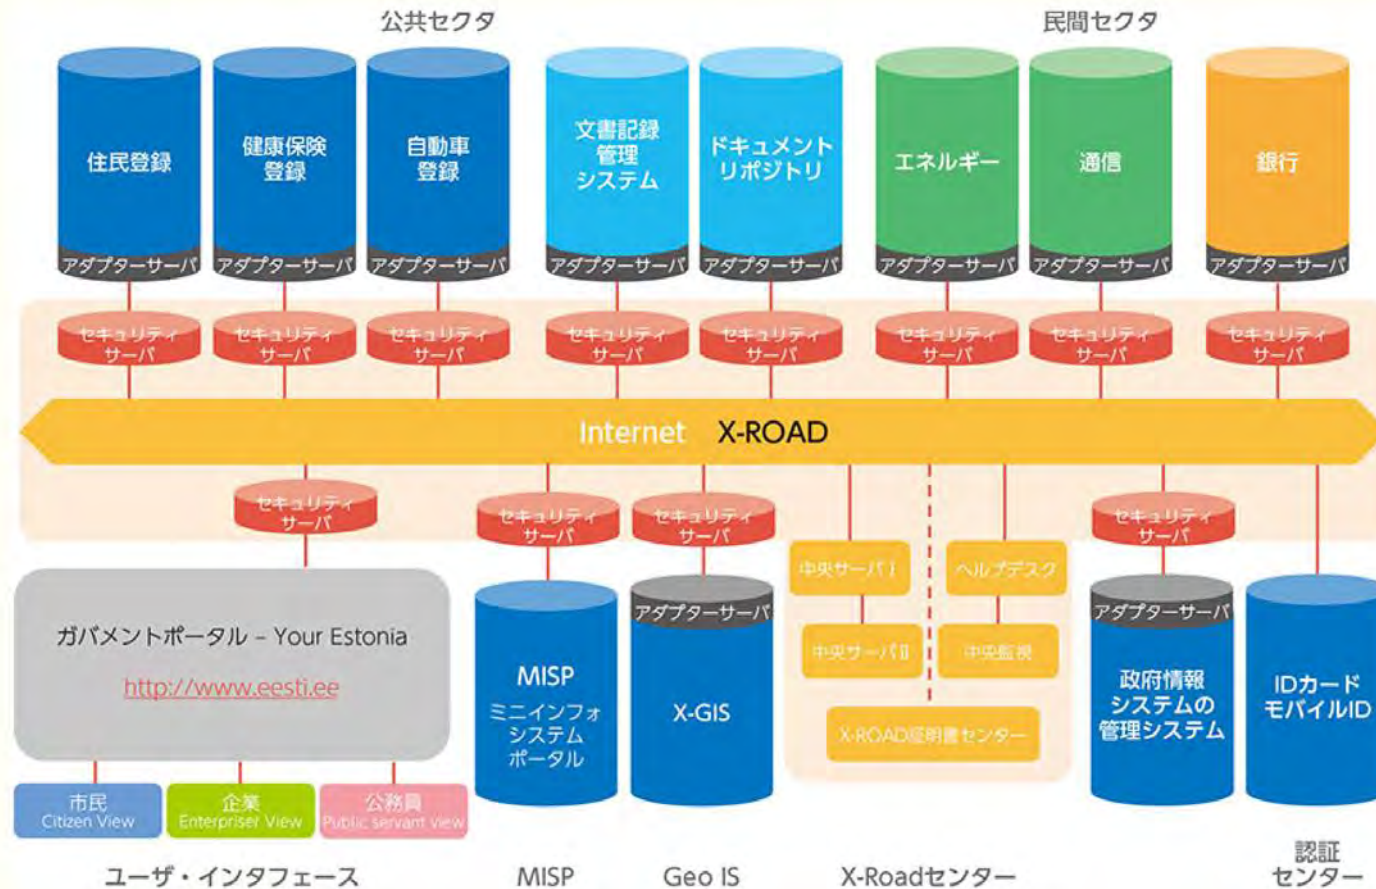 公共セクタ
民間セクタ
住民登録
健康保険
登録
自動車
登録
文書記録
管理
システム
ドキュメント
リポジトリ
エネルギー
通信
銀行
アダプターサーバ
アダプターサーバ
アダプターサーバ
アダプターサーバ
アダプターサーバ
アダプターサーバ
アダプターサーバ
アダプターサーバ
セキュリティ
サーバ
セキュリティ
サーバ
セキュリティ
サーバ
セキュリティ
サーバ
セキュリティ
サーバ
セキュリティ
サーバ
セキュリティ
サーバ
セキュリティ
サーバ
Internet X-ROAD
セキュリティ
サーバ
セキュリティ
サーバ
セキュリティ
サーバ
セキュリティ
サーバ
ガバメントポータル – Your Estonia
http://www.eesti.ee
市民
Citizen View
企業
Enterpriser View
公務員
Public servant view
MISP
ミニインフォ
システム
ポータル
アダプターサーバ
X-GIS
中央サーバ I
ヘルプデスク
中央サーバ II
中央監視
X-ROAD証明書センター
アダプターサーバ
政府情報
システムの
管理システム
IDカード
モバイルID
ユーザ・インタフェース
MISP
Geo IS
X-Roadセンター
認証
センター